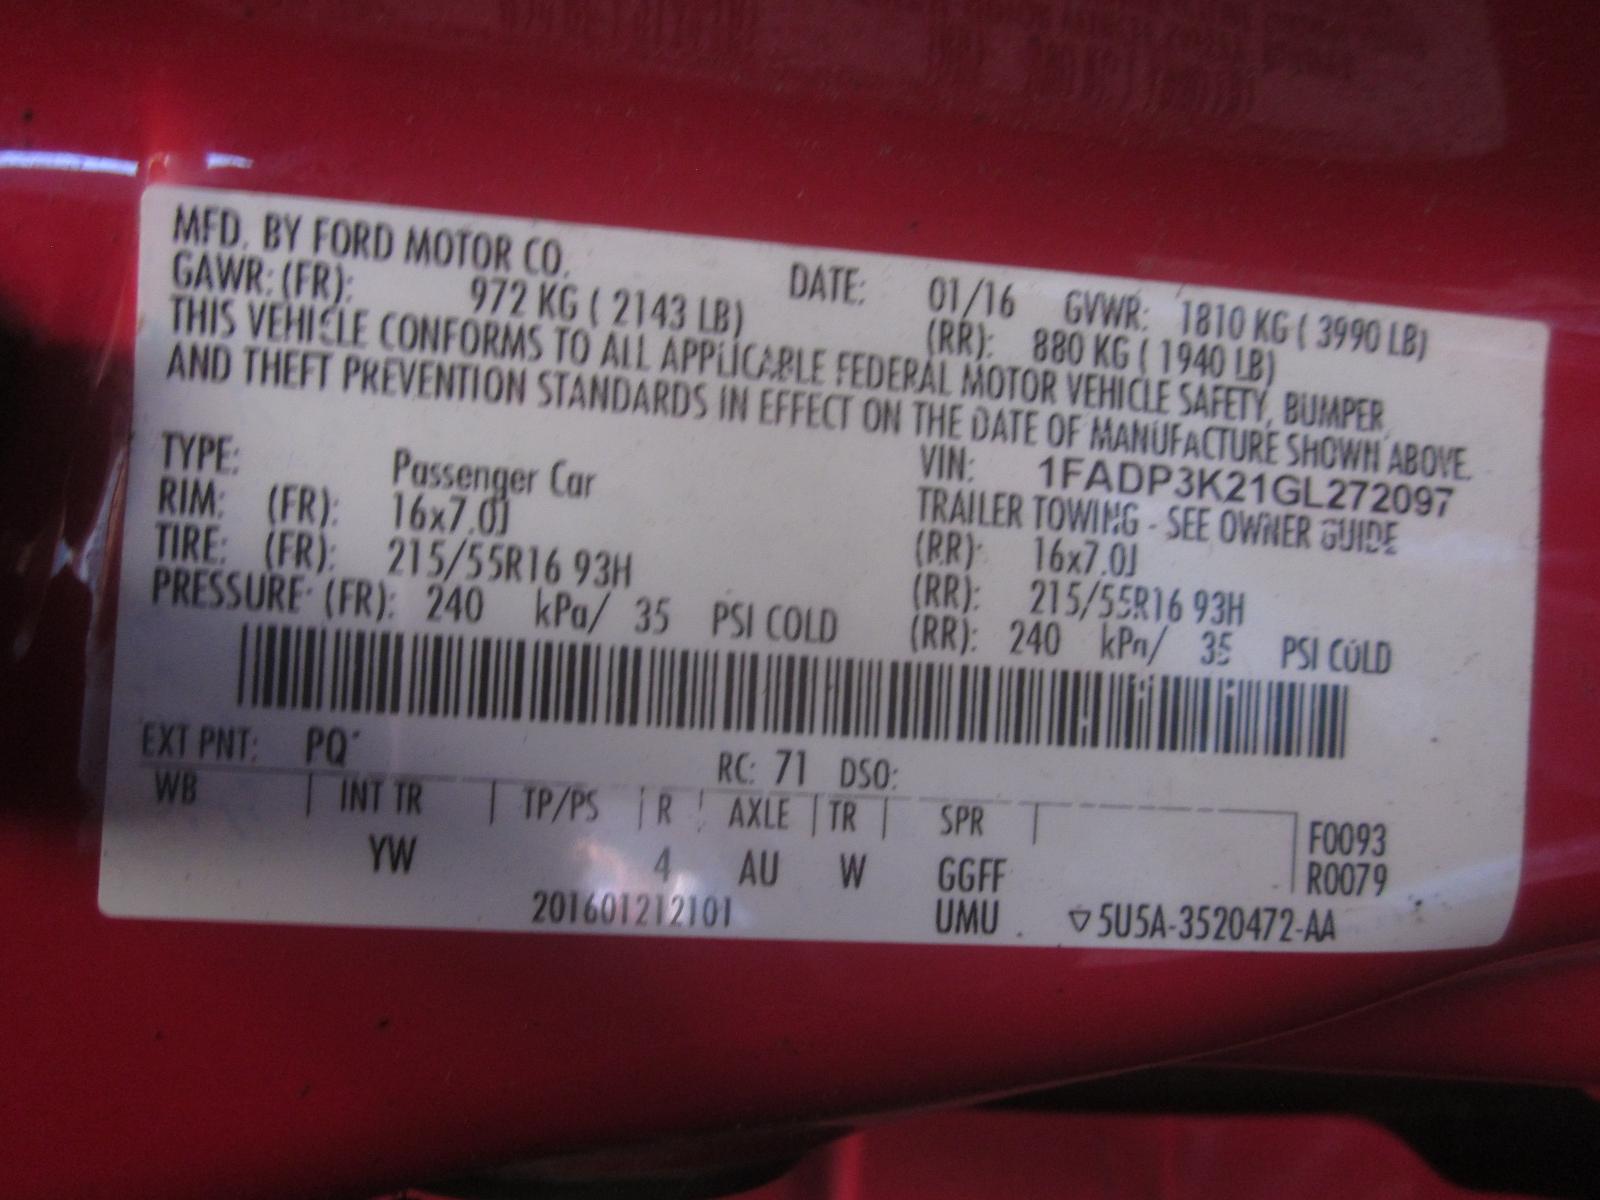 MFD. BY FORD MOTOR CO. DATE: 01/16 GVWR: 1810 KG ( 3990 LB)
GAWR: (FR): 972 KG ( 2143 LB) (RR): 880 KG ( 1940 LB)
THIS VEHICLE CONFORMS TO ALL APPLICABLE FEDERAL MOTOR VEHICLE SAFETY, BUMPER
AND THEFT PREVENTION STANDARDS IN EFFECT ON THE DATE OF MANUFACTURE SHOWN ABOVE.
VIN: 1FADP3K21GL272097
TYPE: Passenger Car TRAILER TOWING - SEE OWNER GUIDE
RIM: (FR): 16x7.0J (RR): 16x7.0J
TIRE: (FR): 215/55R16 93H (RR): 215/55R16 93H
PRESSURE: (FR): 240 kPa/ 35 PSI COLD (RR): 240 kPa/ 35 PSI COLD
EXT PNT: PQ RC: 71 DSO:
WB | INT TR | TP/PS | R | AXLE | TR | SPR | F0093
YW 4 AU W GGFF R0079
201601212101 UMU ▽5U5A-3520472-AA